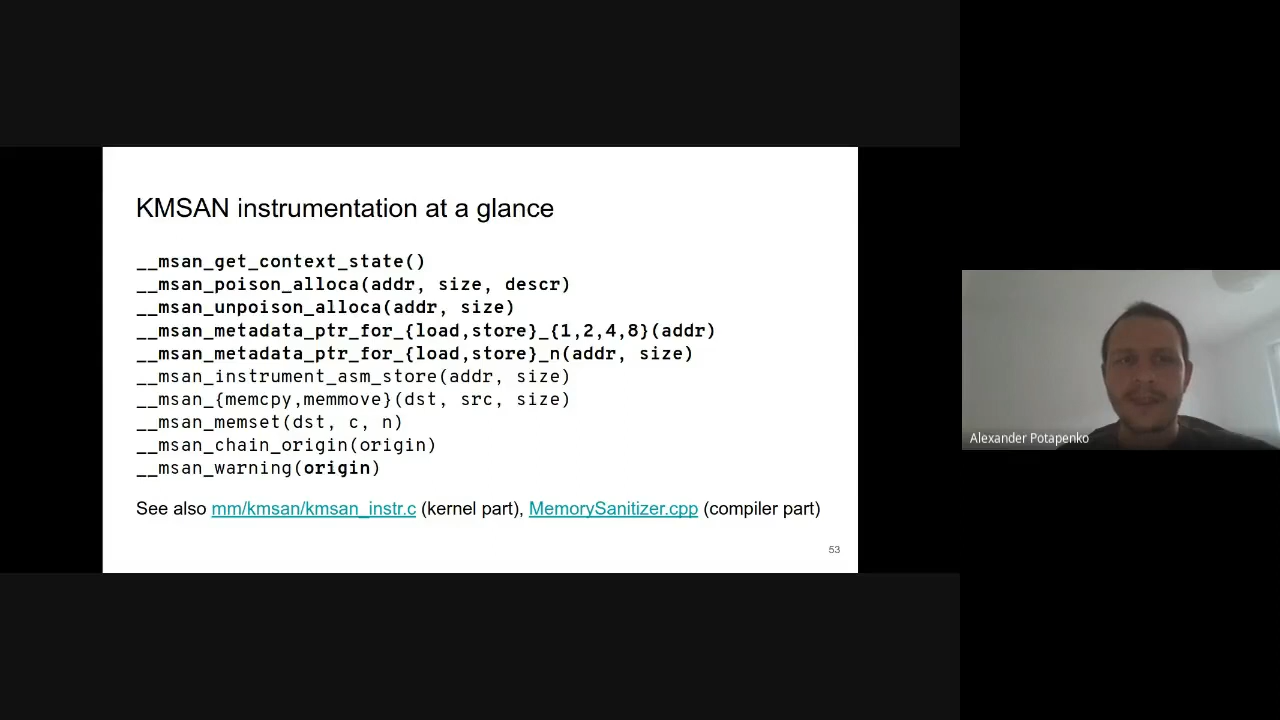 KMSAN instrumentation at a glance
__msan_get_context_state()
__msan_poison_alloca(addr, size, descr)
__msan_unpoison_alloca(addr, size)
__msan_metadata_ptr_for_{load,store}_{1,2,4,8}(addr)
__msan_metadata_ptr_for_{load,store}_n(addr, size)
__msan_instrument_asm_store(addr, size)
__msan_{memcpy,memmove}(dst, src, size)
__msan_memset(dst, c, n)
__msan_chain_origin(origin)
__msan_warning(origin)
See also mm/kmsan/kmsan_instr.c (kernel part), MemorySanitizer.cpp (compiler part)
53
Alexander Potapenko